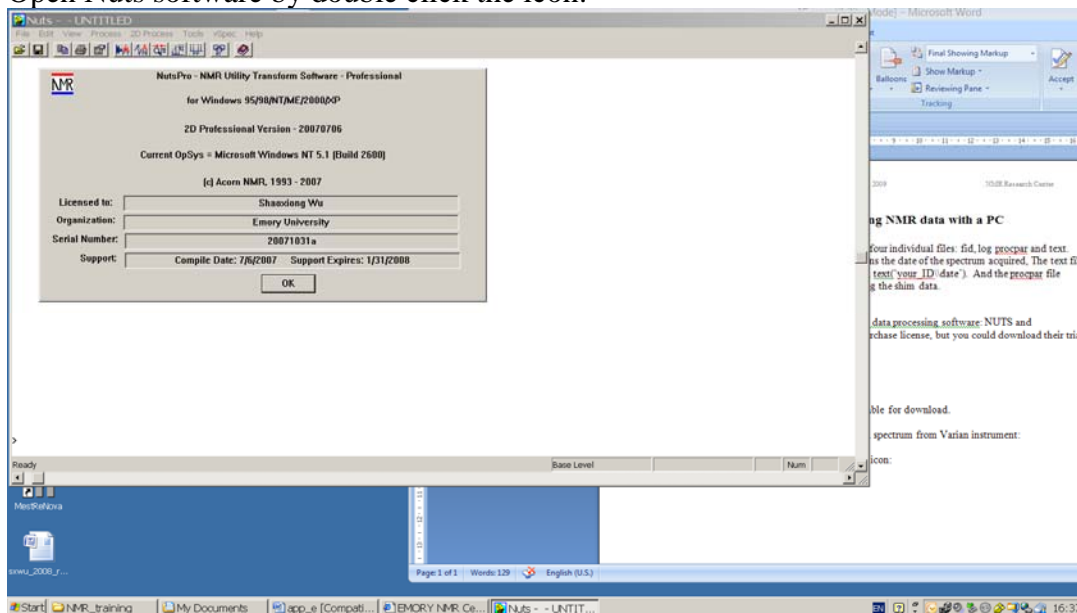 Open Nuts software by double click the icon.
Nuts - - UNTITLED
File Edit View Process 2D Process Tools vSpec Help
NMR
NutsPro - NMR Utility Transform Software - Professional
for Windows 95/98/NT/ME/2000/XP
2D Professional Version - 20070706
Current OpSys = Microsoft Windows NT 5.1 (Build 2600)
(c) Acorn NMR, 1993 - 2007
Licensed to: Shaoxiong Wu
Organization: Emory University
Serial Number: 20071031a
Support: Compile Date: 7/6/2007 Support Expires: 1/31/2008
OK
>
Ready Base Level Num
Mode] - Microsoft Word
Balloons
Final Showing Markup
Show Markup
Reviewing Pane
Accept
Tracking
2008 NMR Research Center
ng NMR data with a PC
four individual files: fid, log procpar and text.
ns the date of the spectrum acquired, The text fi
text("your_ID\\date"). And the procpar file
g the shim data.
data processing software: NUTS and
rchase license, but you could download their tria
ble for download.
spectrum from Varian instrument:
icon:
MestReNova
sxwu_2008_r...
Page: 1 of 1 Words: 129 English (U.S.)
Start NMR_training My Documents app_e [Compati... EMORY NMR Ce... Nuts - - UNTIT... 16:3